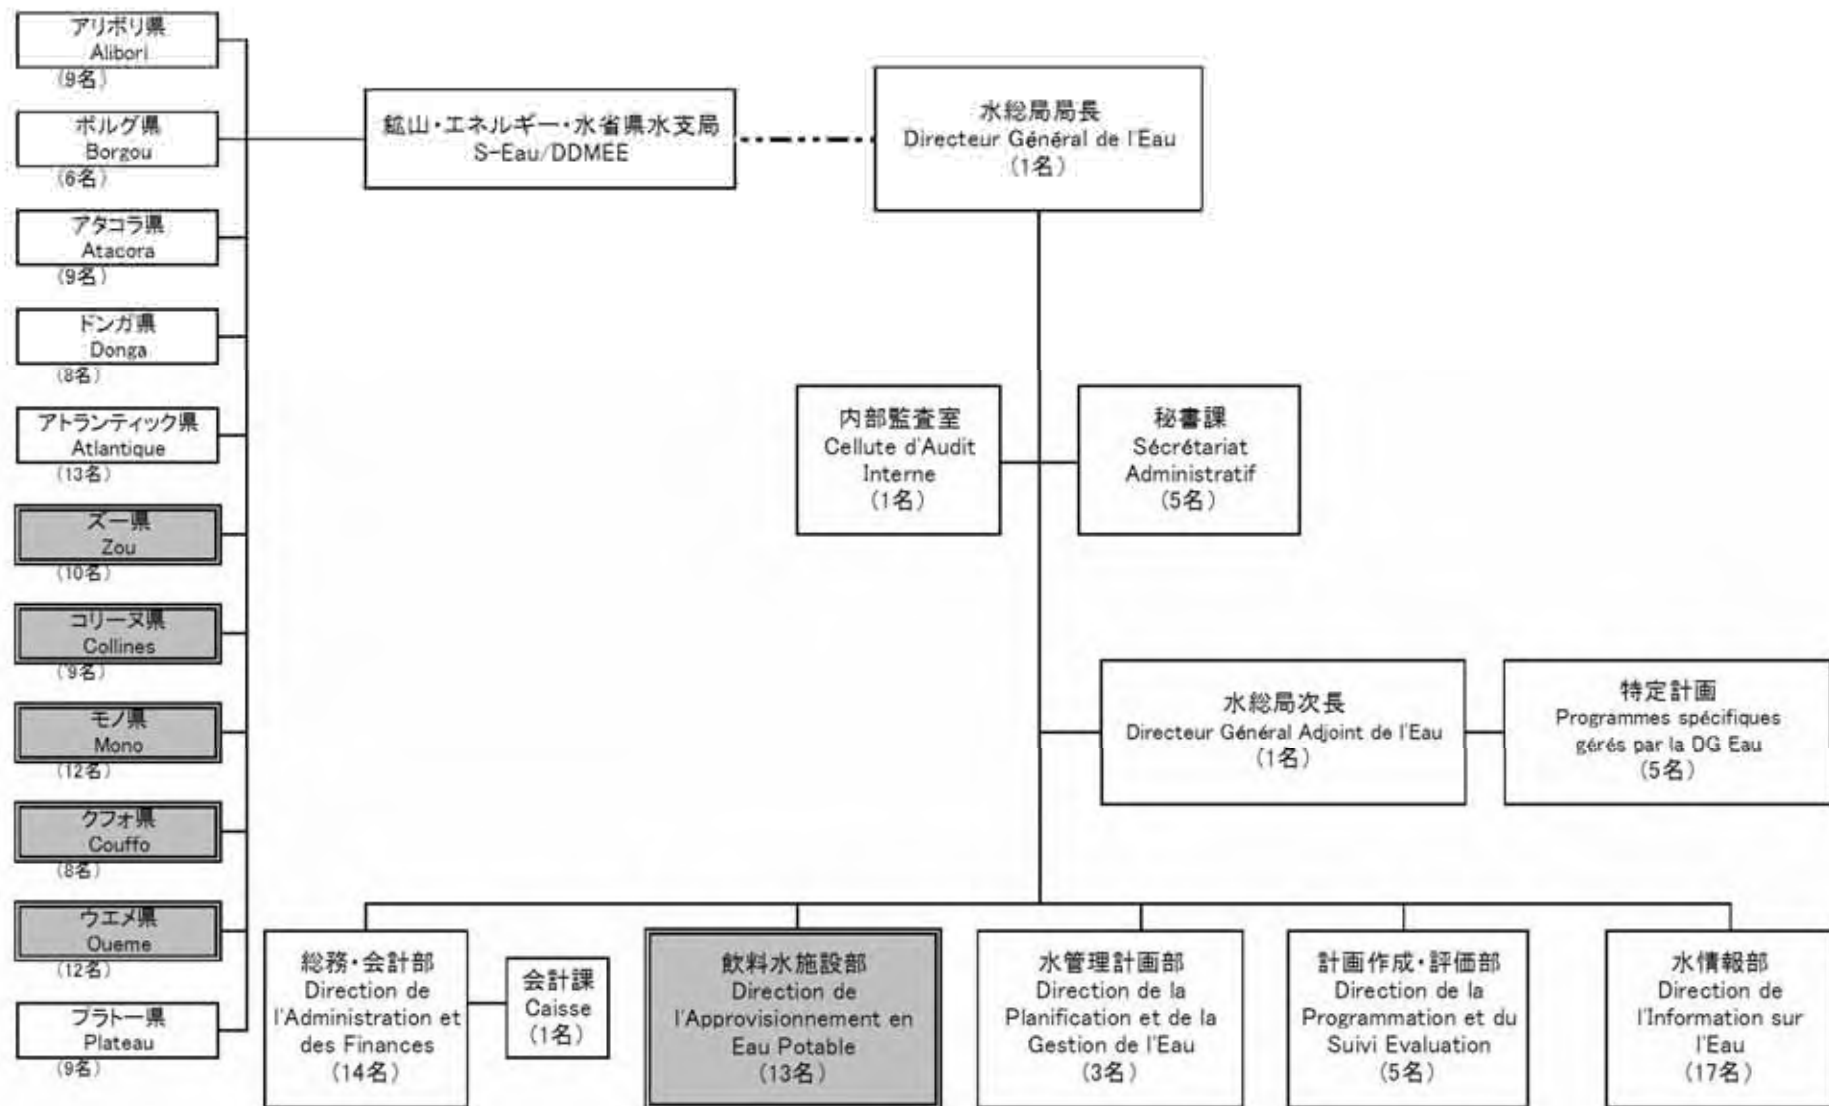 アリボリ県
Alibori
(9名)
ボルグ県
Borgou
(6名)
アタコラ県
Atacora
(9名)
ドンガ県
Donga
(8名)
アトランティック県
Atlantique
(13名)
ズー県
Zou
(10名)
コリーヌ県
Collines
(9名)
モノ県
Mono
(12名)
クフォ県
Couffo
(8名)
ウエメ県
Oueme
(12名)
プラトー県
Plateau
(9名)
鉱山・エネルギー・水省県水支局
S-Eau/DDMEE
水総局局長
Directeur Général de l'Eau
(1名)
内部監査室
Cellute d'Audit
Interne
(1名)
秘書課
Sécrétariat
Administratif
(5名)
水総局次長
Directeur Général Adjoint de l'Eau
(1名)
特定計画
Programmes spécifiques
gérés par la DG Eau
(5名)
総務・会計部
Direction de
l'Administration et
des Finances
(14名)
会計課
Caisse
(1名)
飲料水施設部
Direction de
l'Approvisionnement en
Eau Potable
(13名)
水管理計画部
Direction de la
Planification et de la
Gestion de l'Eau
(3名)
計画作成・評価部
Direction de la
Programmation et du
Suivi Evaluation
(5名)
水情報部
Direction de
l'Information sur
l'Eau
(17名)